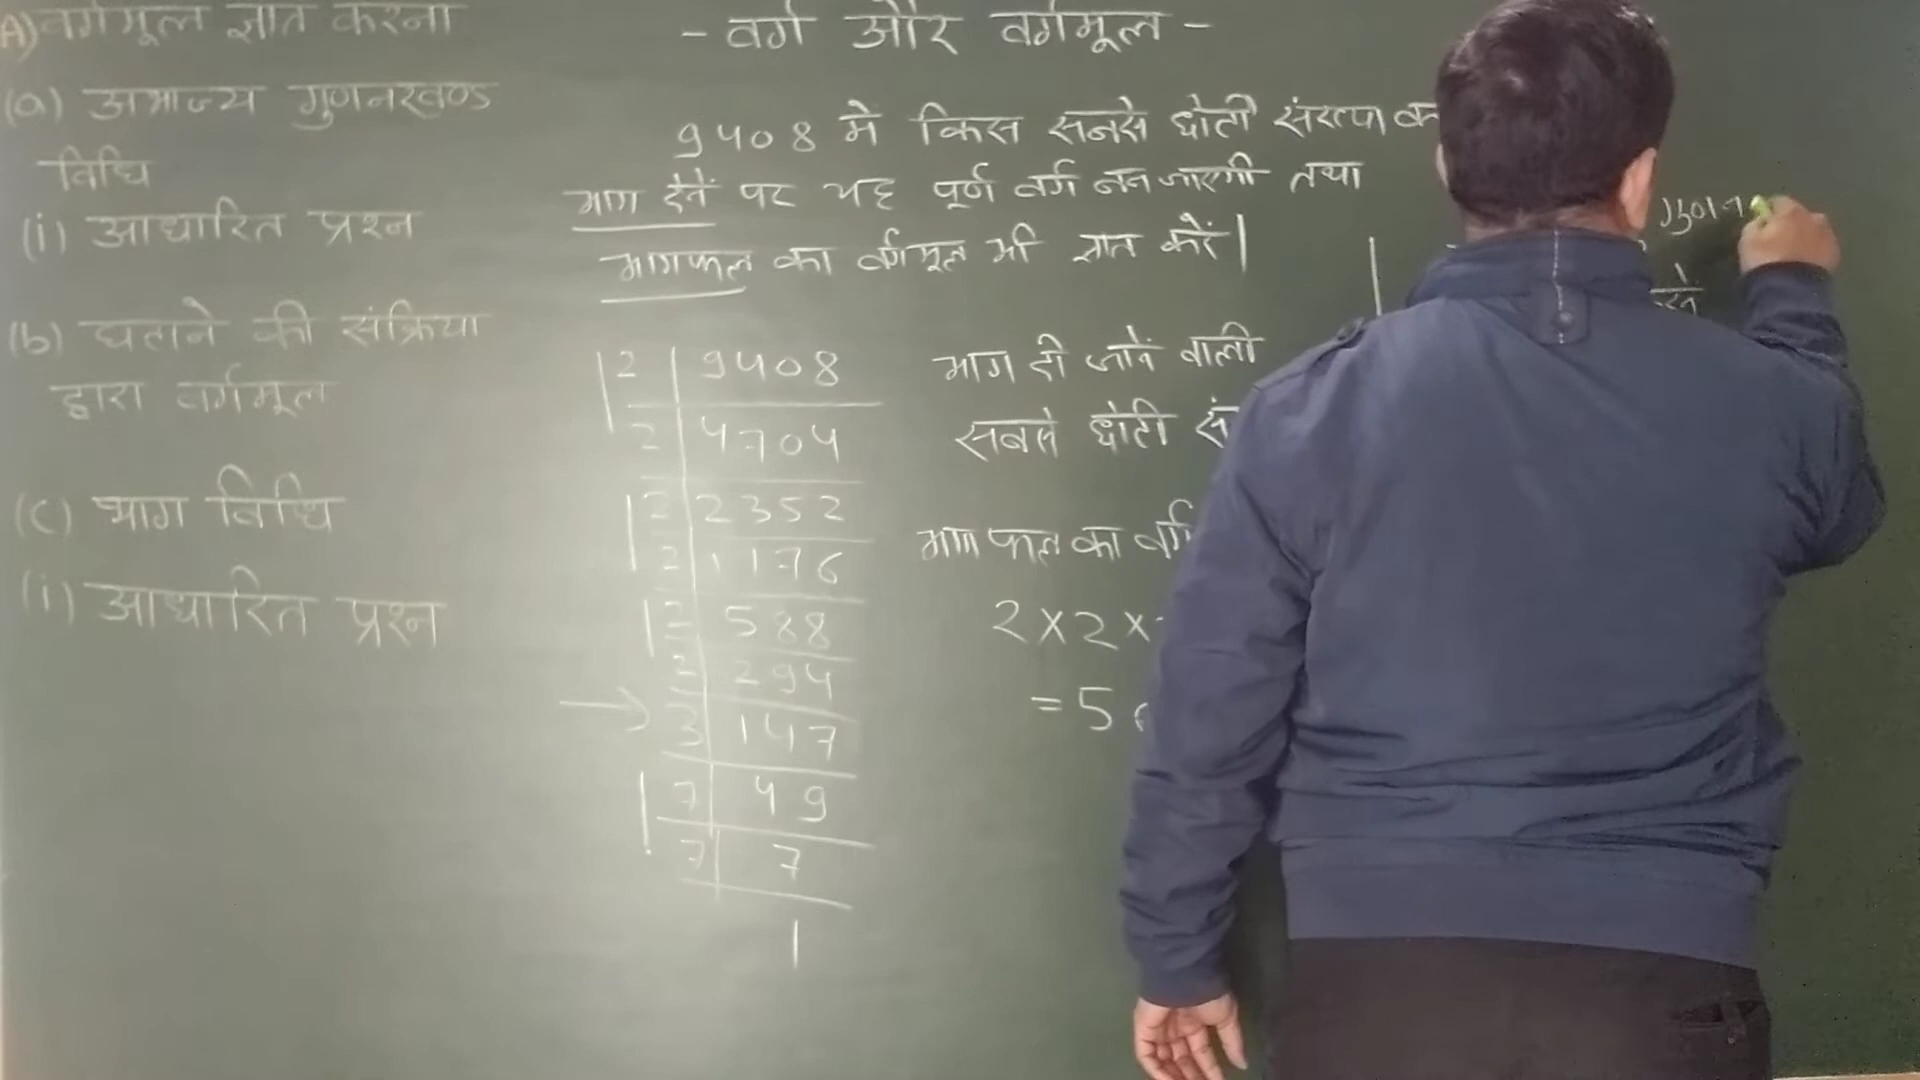 - वर्ग और वर्गमूल -
A) वर्गमूल ज्ञात करना
(a) अभाज्य गुणनखण्ड
विधि
(i) आधारित प्रश्न
(b) घटाने की संक्रिया
द्वारा वर्गमूल
(c) भाग विधि
(i) आधारित प्रश्न
9408 में किस सबसे छोटी संख्या
भाग देने पर यह पूर्ण वर्ग बन जाएगी तथा
भागफल का वर्गमूल भी ज्ञात करें|
2 | 9408
2 | 4704
2 | 2352
2 | 1176
2 | 588
2 | 294
→ 3 | 147
7 | 49
7 | 7
1
भाग दी जाने वाली
सबसे छोटी सं
भागफल का वर्ग
2×2×
= 5
गुणन